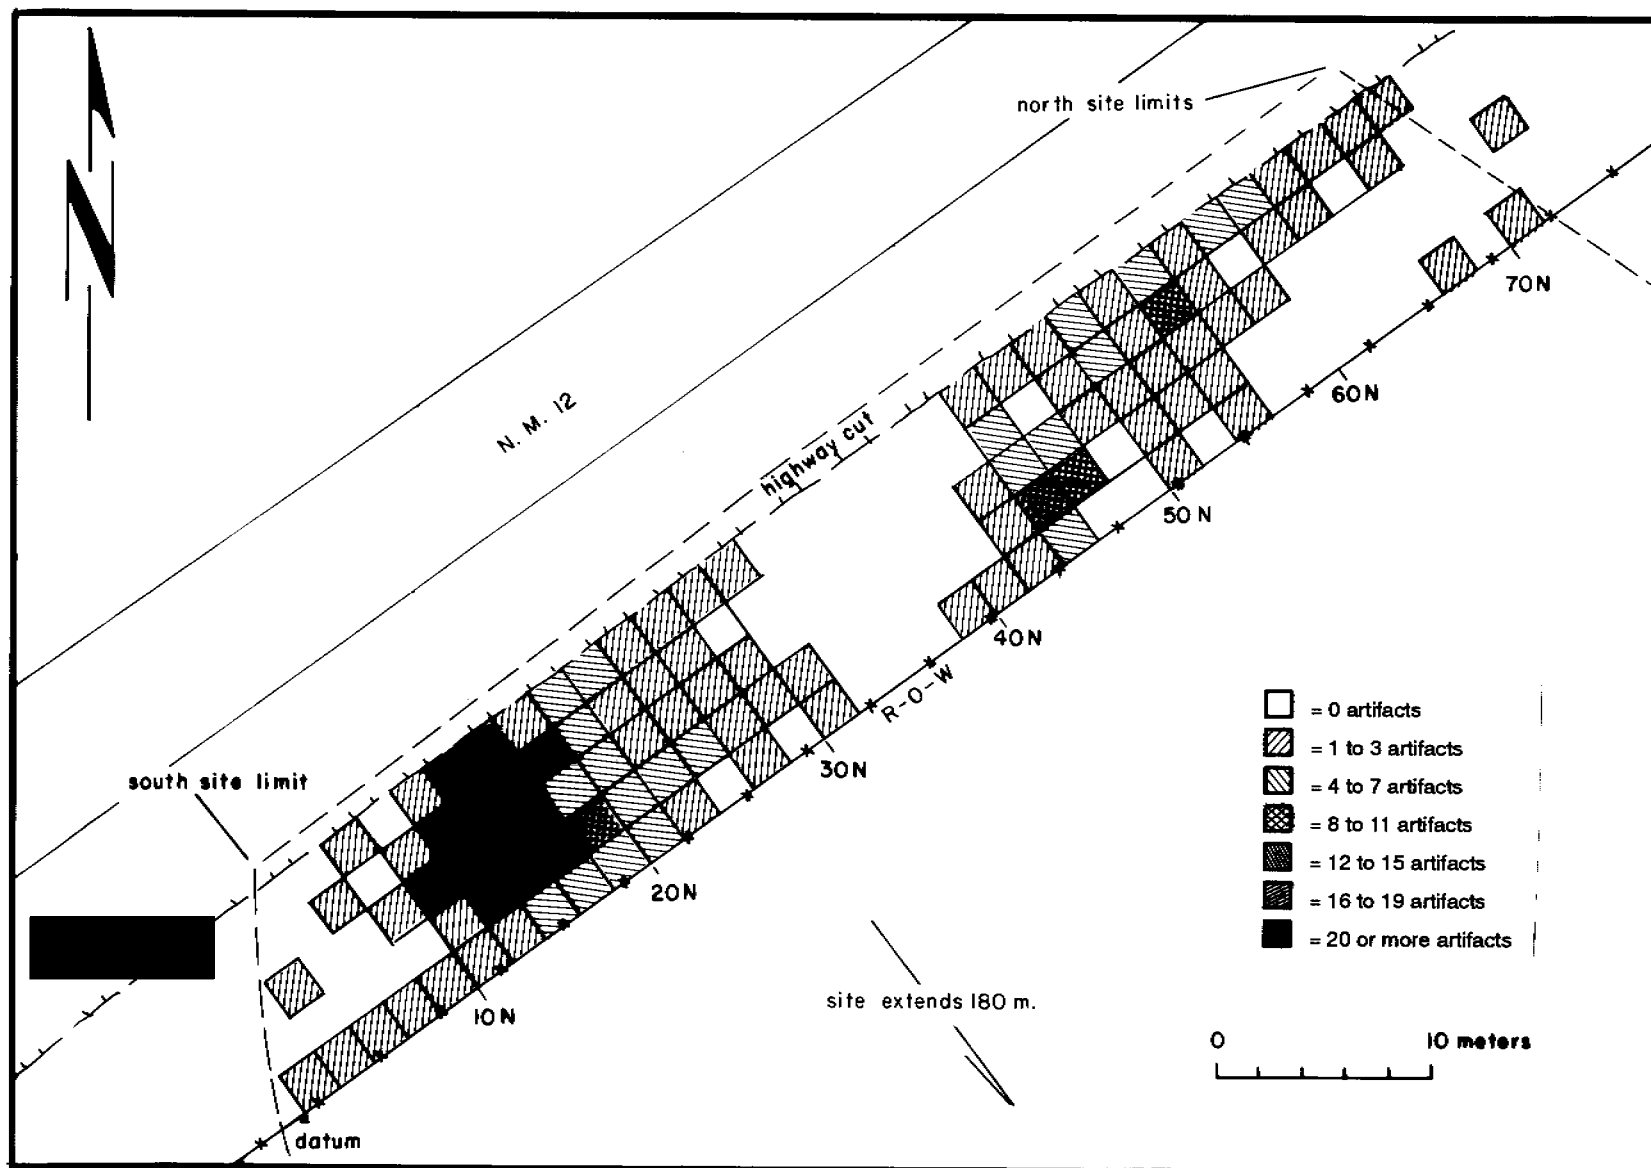 N
north site limits
N. M. 12
highway cut
70N
60N
50 N
40N
R-O-W
30N
20N
10N
south site limit
datum
site extends 180 m.
= 0 artifacts
= 1 to 3 artifacts
= 4 to 7 artifacts
= 8 to 11 artifacts
= 12 to 15 artifacts
= 16 to 19 artifacts
= 20 or more artifacts
0 10 meters